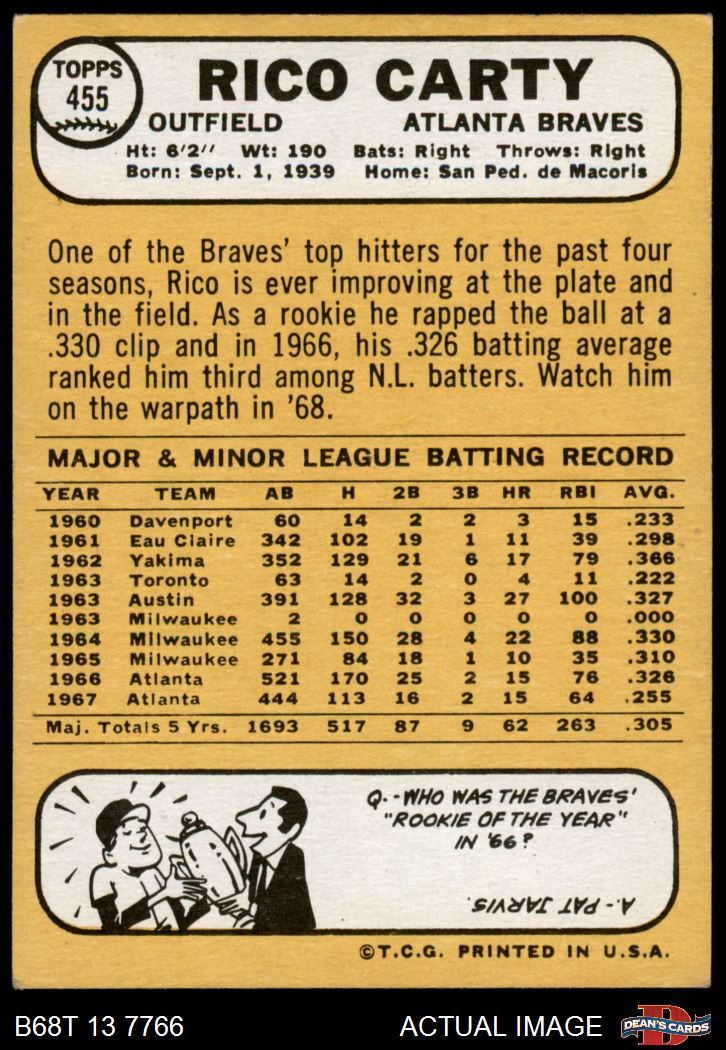 TOPPS
455
RICO CARTY
OUTFIELD ATLANTA BRAVES
Ht: 6'2" Wt: 190 Bats: Right Throws: Right
Born: Sept. 1, 1939 Home: San Ped. de Macoris
One of the Braves' top hitters for the past four
seasons, Rico is ever improving at the plate and
in the field. As a rookie he rapped the ball at a
.330 clip and in 1966, his .326 batting average
ranked him third among N.L. batters. Watch him
on the warpath in '68.
MAJOR & MINOR LEAGUE BATTING RECORD
YEAR TEAM AB H 2B 3B HR RBI AVG.
1960 Davenport 60 14 2 2 3 15 .233
1961 Eau Claire 342 102 19 1 11 39 .298
1962 Yakima 352 129 21 6 17 79 .366
1963 Toronto 63 14 2 0 4 11 .222
1963 Austin 391 128 32 3 27 100 .327
1963 Milwaukee 2 0 0 0 0 0 .000
1964 Milwaukee 455 150 28 4 22 88 .330
1965 Milwaukee 271 84 18 1 10 35 .310
1966 Atlanta 521 170 25 2 15 76 .326
1967 Atlanta 444 113 16 2 15 64 .255
Maj. Totals 5 Yrs. 1693 517 87 9 62 263 .305
Q.--WHO WAS THE BRAVES'
"ROOKIE OF THE YEAR"
IN '66?
A.- PAT JARVIS.
©T.C.G. PRINTED IN U.S.A.
B68T 13 7766 ACTUAL IMAGE
DEAN'S CARDS